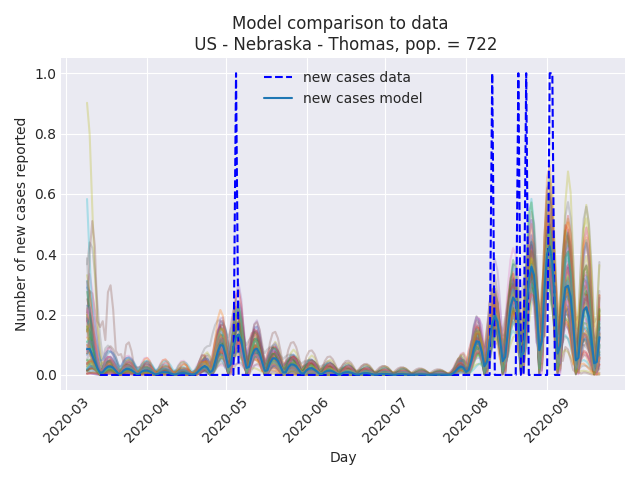 Model comparison to data
US - Nebraska - Thomas, pop. = 722
new cases data
new cases model
Number of new cases reported
1.0
0.8
0.6
0.4
0.2
0.0
2020-03
2020-04
2020-05
2020-06
2020-07
2020-08
2020-09
Day